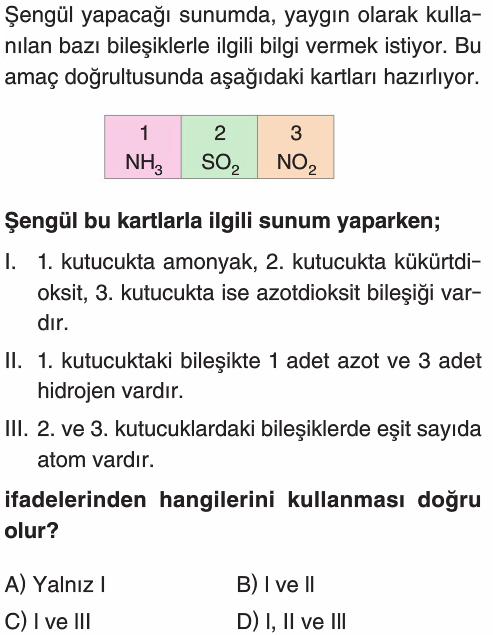 Şengül yapacağı sunumda, yaygın olarak kulla-
nılan bazı bileşiklerle ilgili bilgi vermek istiyor. Bu
amaç doğrultusunda aşağıdaki kartları hazırlıyor.
1 2 3
NH₃ SO₂ NO₂
Şengül bu kartlarla ilgili sunum yaparken;
I. 1. kutucukta amonyak, 2. kutucukta kükürtdi-
oksit, 3. kutucukta ise azotdioksit bileşiği var-
dır.
II. 1. kutucuktaki bileşikte 1 adet azot ve 3 adet
hidrojen vardır.
III. 2. ve 3. kutucuklardaki bileşiklerde eşit sayıda
atom vardır.
ifadelerinden hangilerini kullanması doğru
olur?
A) Yalnız I B) I ve II
C) I ve III D) I, II ve III